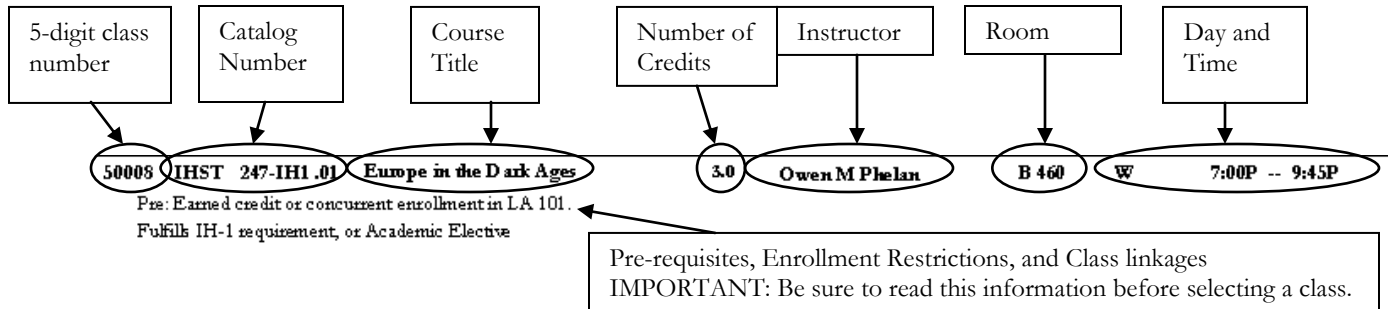 5-digit class
number
Catalog
Number
Course
Title
Number of
Credits
Instructor
Room
Day and
Time
50008 IHST 247-IH1 .01 Europe in the Dark Ages 3.0 Owen M Phelan B 460 W 7:00P -- 9:45P
Pre: Earned credit or concurrent enrollment in LA 101.
Fulfills IH-1 requirement, or Academic Elective
Pre-requisites, Enrollment Restrictions, and Class linkages
IMPORTANT: Be sure to read this information before selecting a class.